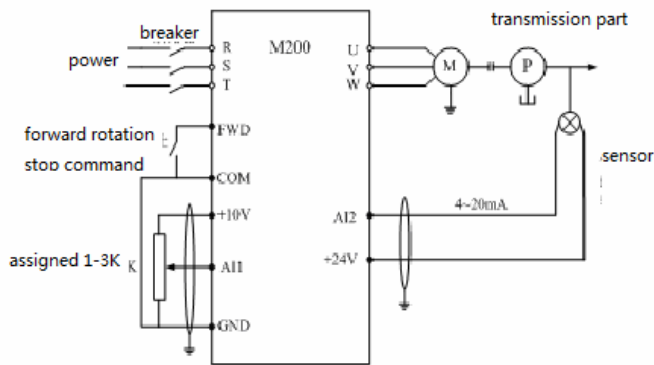 transmission part
breaker
R
M200
U
power
S
V
M
P
T
W
forward rotation
FWD
stop command
sensor
COM
4~20mA
+10V
AI2
assigned 1-3K
K
AI1
+24V
GND